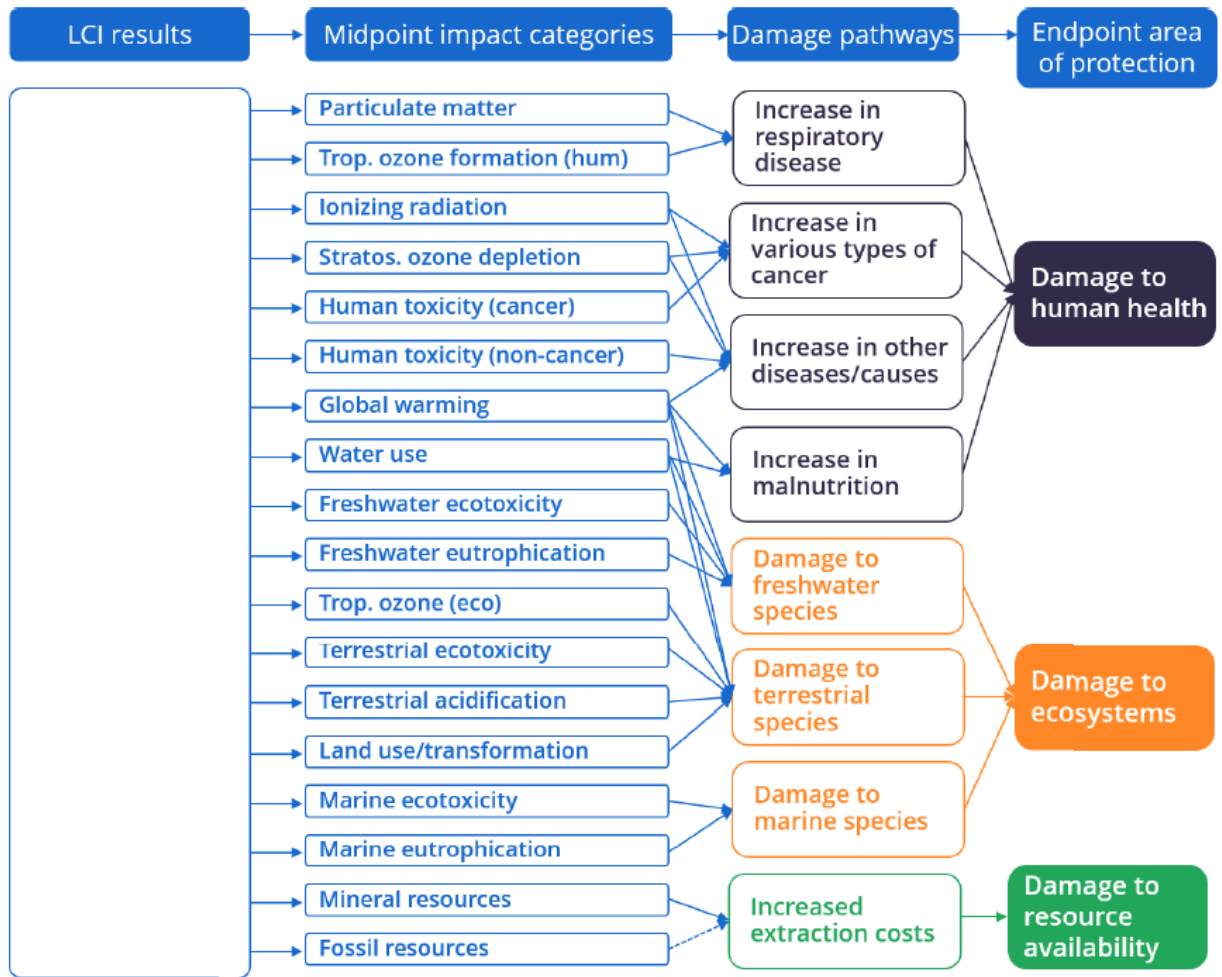 LCI results
Midpoint impact categories
Damage pathways
Endpoint area
of protection
Particulate matter
Trop. ozone formation (hum)
Ionizing radiation
Stratos. ozone depletion
Human toxicity (cancer)
Human toxicity (non-cancer)
Global warming
Water use
Freshwater ecotoxicity
Freshwater eutrophication
Trop. ozone (eco)
Terrestrial ecotoxicity
Terrestrial acidification
Land use/transformation
Marine ecotoxicity
Marine eutrophication
Mineral resources
Fossil resources
Increase in
respiratory
disease
Increase in
various types of
cancer
Increase in other
diseases/causes
Increase in
malnutrition
Damage to
freshwater
species
Damage to
terrestrial
species
Damage to
marine species
Increased
extraction costs
Damage to
human health
Damage to
ecosystems
Damage to
resource
availability